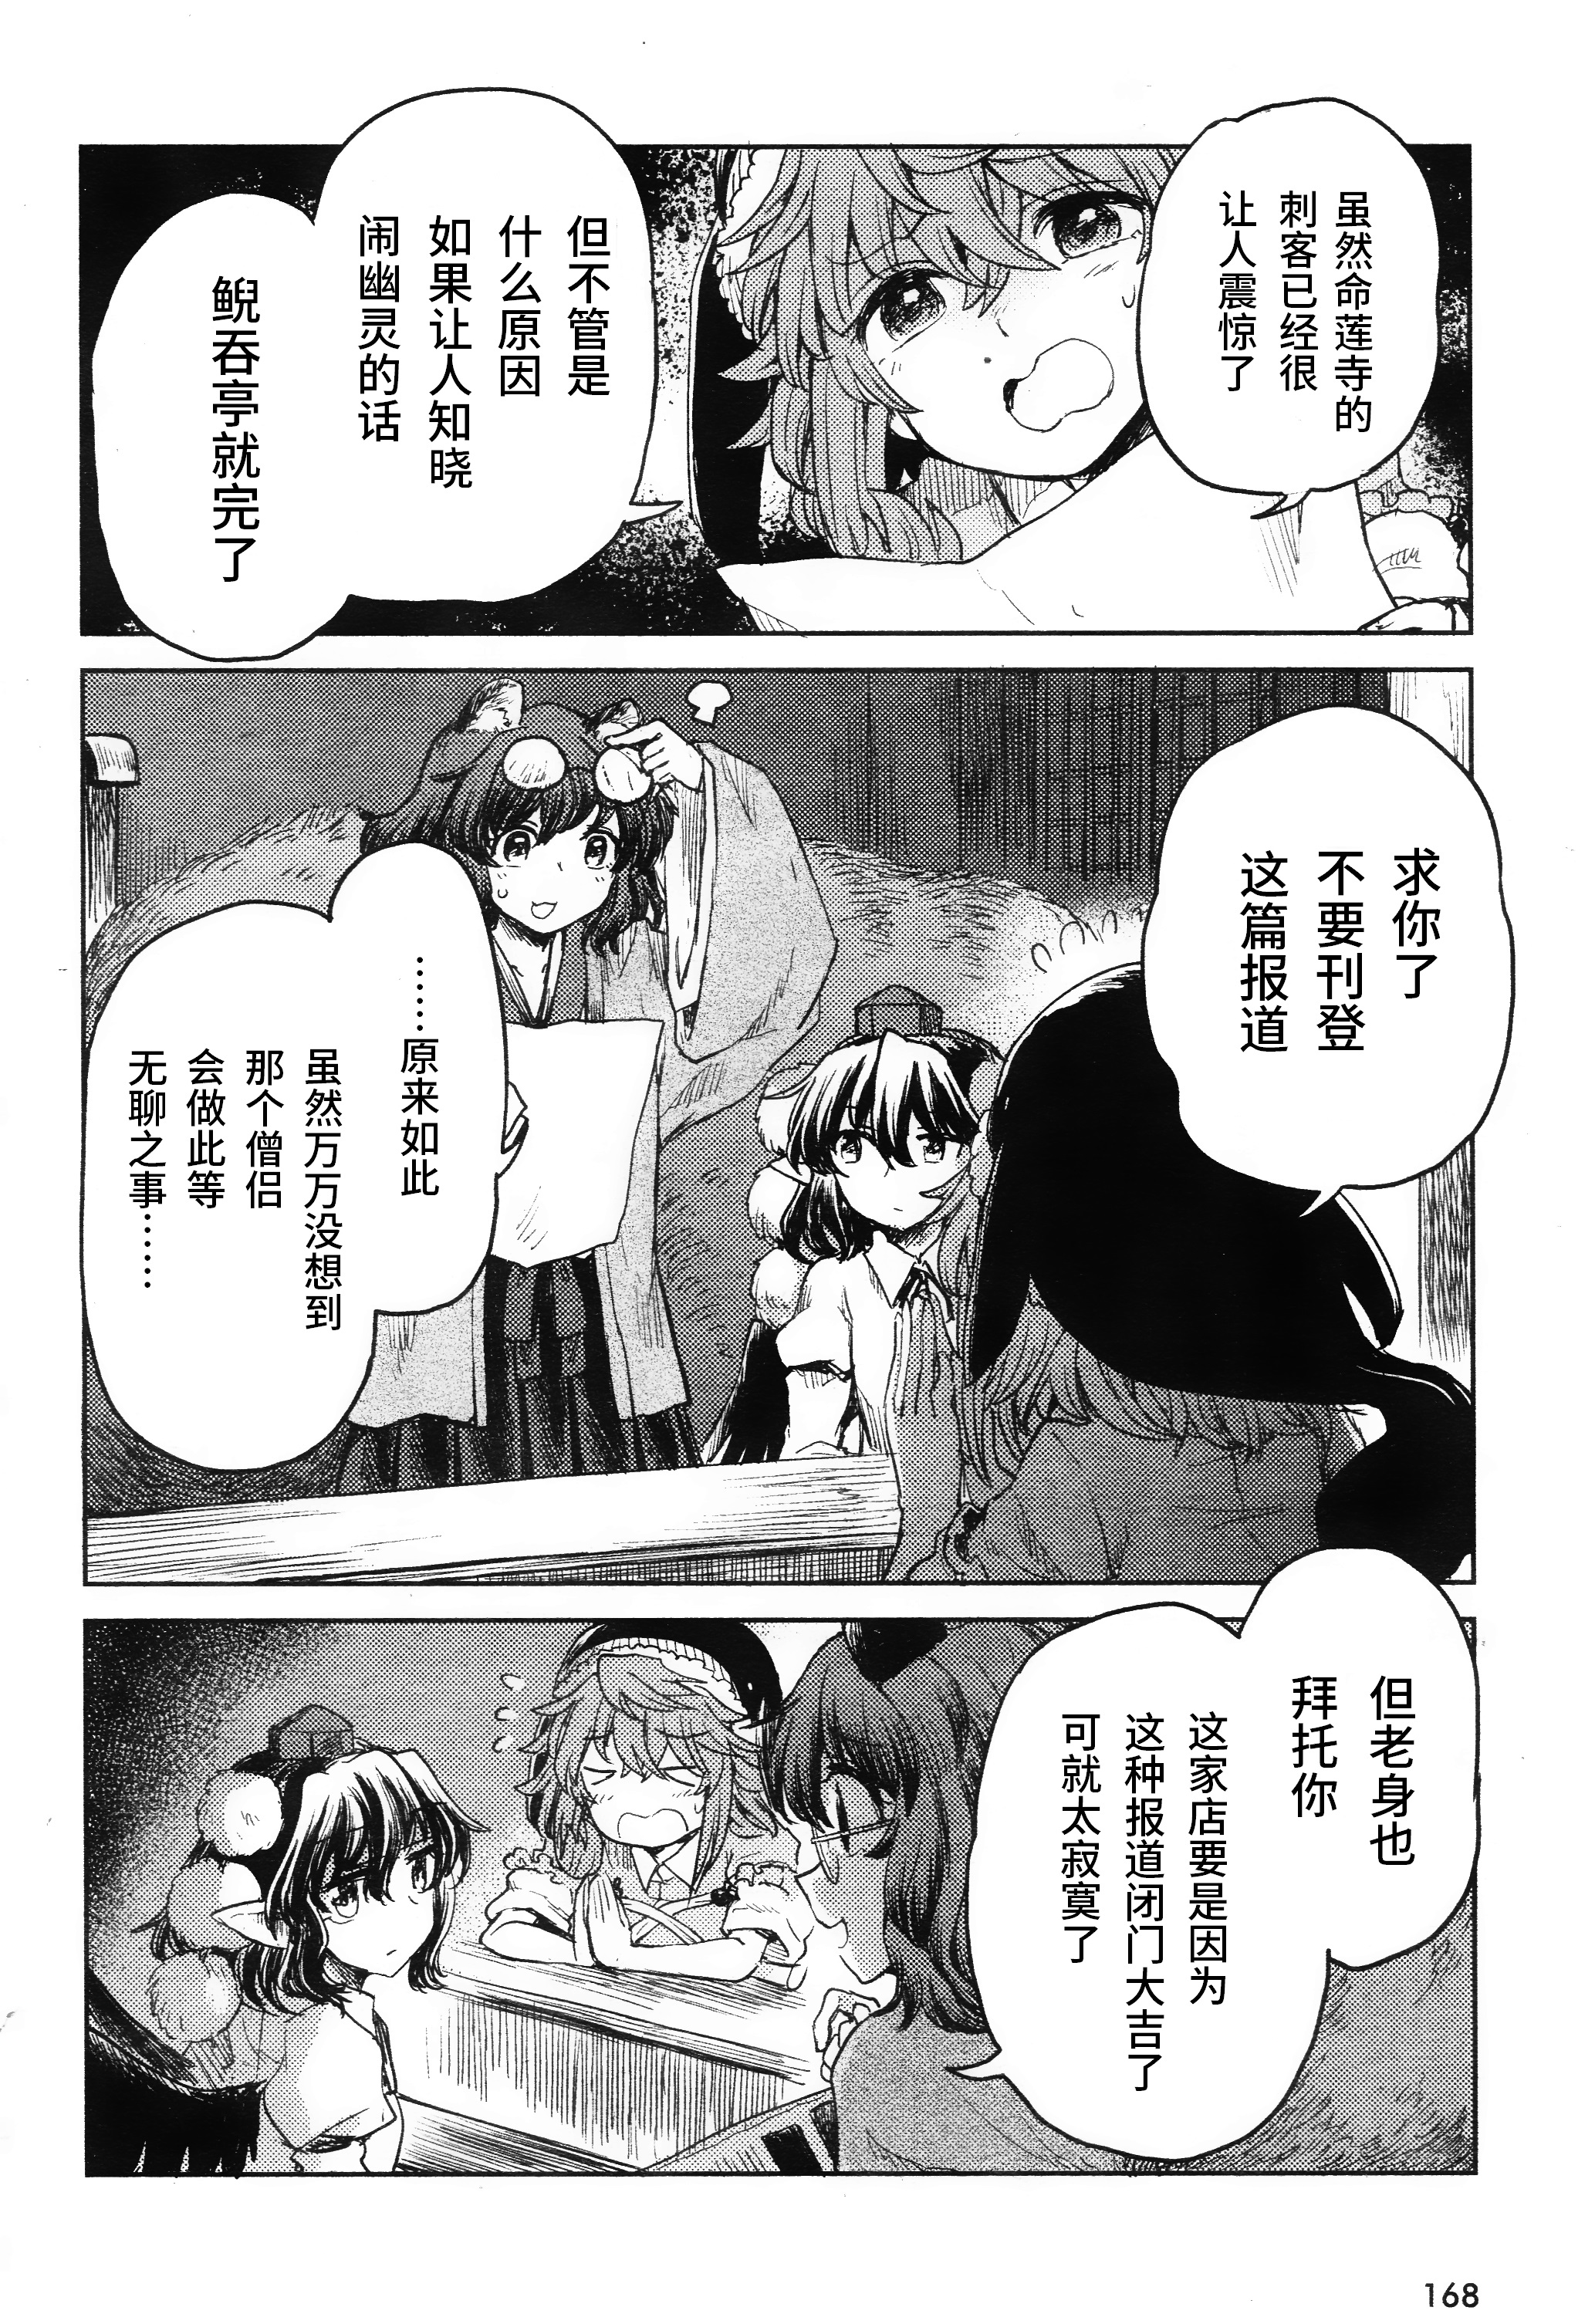 虽然命莲寺的
刺客已经很
让人震惊了
但不管是
什么原因
如果让人知晓
闹幽灵的话
鲵吞亭就完了
求你了
不要刊登
这篇报道
……原来如此
虽然万万没想到
那个僧侣
会做此等
无聊之事……
但老身也
拜托你
这家店要是因为
这种报道闭门大吉了
可就太寂寞了
168